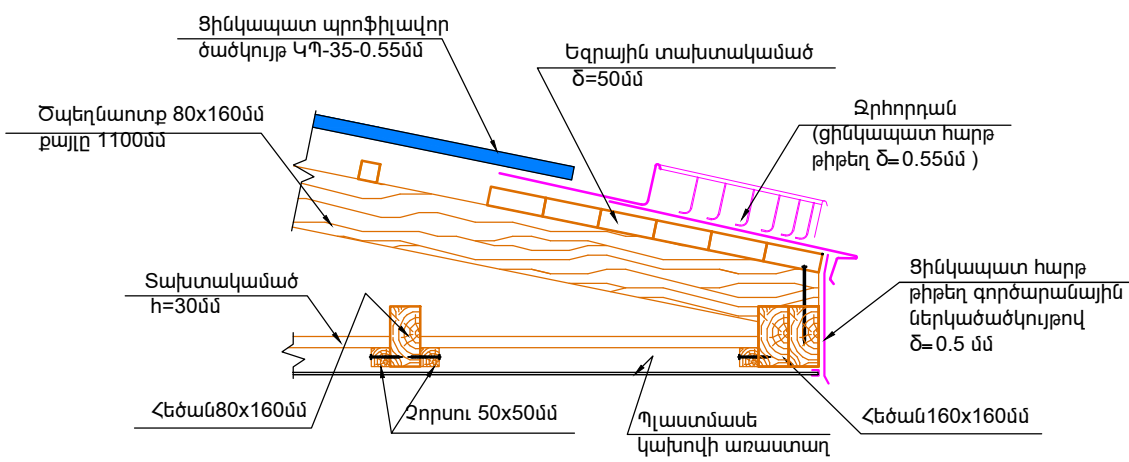 Ցինկապատ պրոֆիլավոր
ծածկույթ ԿՊ-35-0.55մմ
Եզրային տախտակամած
δ=50մմ
Ծպեղնաոտք 80x160մմ
քայլը 1100մմ
Ջրհորդան
(ցինկապատ հարթ
թիթեղ δ=0.55մմ )
Տախտակամած
h=30մմ
Ցինկապատ հարթ
թիթեղ գործարանային
ներկածածկույթով
δ=0.5 մմ
Հեծան80x160մմ
Չորսու 50x50մմ
Պլաստմասե
կախովի առաստաղ
Հեծան160x160մմ